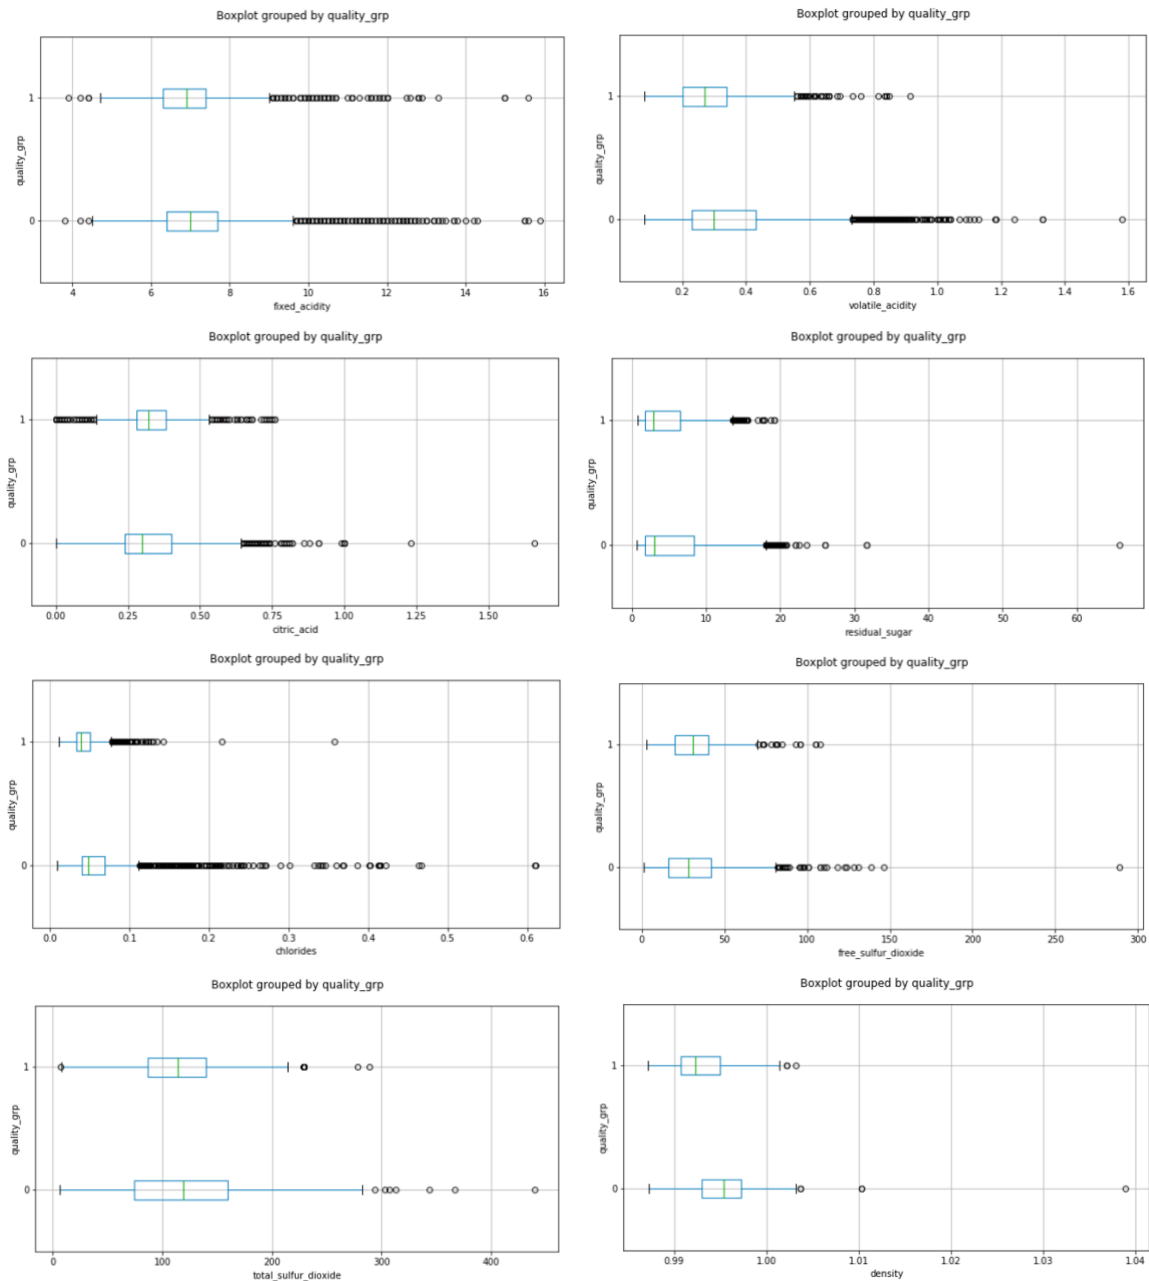 Boxplot grouped by quality_grp
quality_grp
1
0
4 6 8 10 12 14 16
fixed_acidity
Boxplot grouped by quality_grp
quality_grp
1
0
0.2 0.4 0.6 0.8 1.0 1.2 1.4 1.6
volatile_acidity
Boxplot grouped by quality_grp
quality_grp
1
0
0.00 0.25 0.50 0.75 1.00 1.25 1.50
citric_acid
Boxplot grouped by quality_grp
quality_grp
1
0
0 10 20 30 40 50 60
residual_sugar
Boxplot grouped by quality_grp
quality_grp
1
0
0.0 0.1 0.2 0.3 0.4 0.5 0.6
chlorides
Boxplot grouped by quality_grp
quality_grp
1
0
0 50 100 150 200 250 300
free_sulfur_dioxide
Boxplot grouped by quality_grp
quality_grp
1
0
0 100 200 300 400
total_sulfur_dioxide
Boxplot grouped by quality_grp
quality_grp
1
0
0.99 1.00 1.01 1.02 1.03 1.04
density